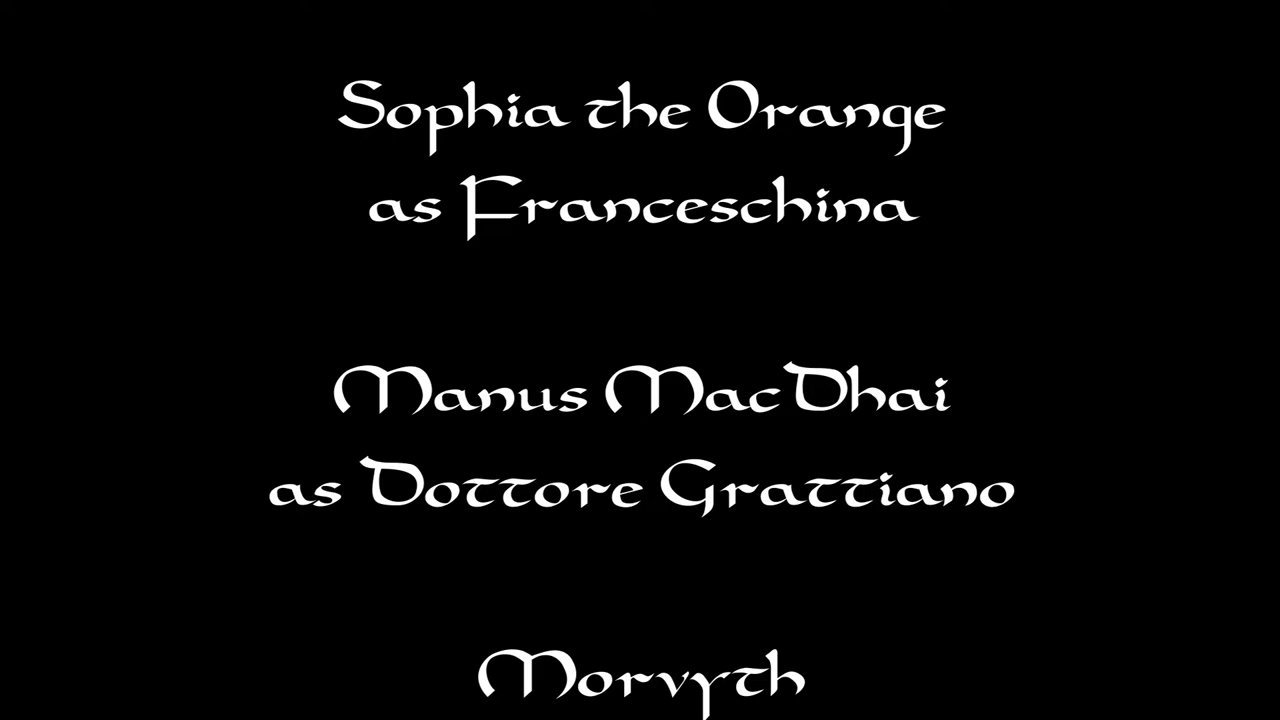 Sophia the Orange
as Franceschina
Manus MacDhai
as Dottore Grattiano
Morvyth